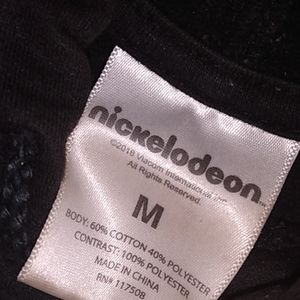 nickelodeon
©2018 Viacom International Inc.
All Rights Reserved.
M
BODY: 60% COTTON 40% POLYESTER
CONTRAST: 100% POLYESTER
MADE IN CHINA
RN# 117508